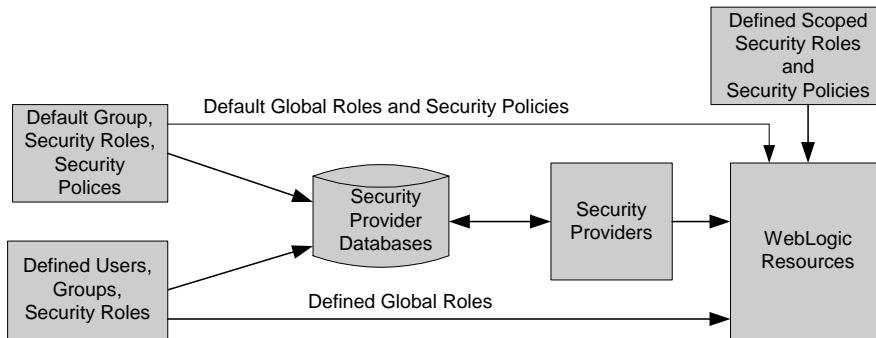 Defined Scoped
Security Roles
and
Security Policies
Default Global Roles and Security Policies
Default Group,
Security Roles,
Security
Polices
Security
Provider
Databases
Security
Providers
WebLogic
Resources
Defined Users,
Groups,
Security Roles
Defined Global Roles